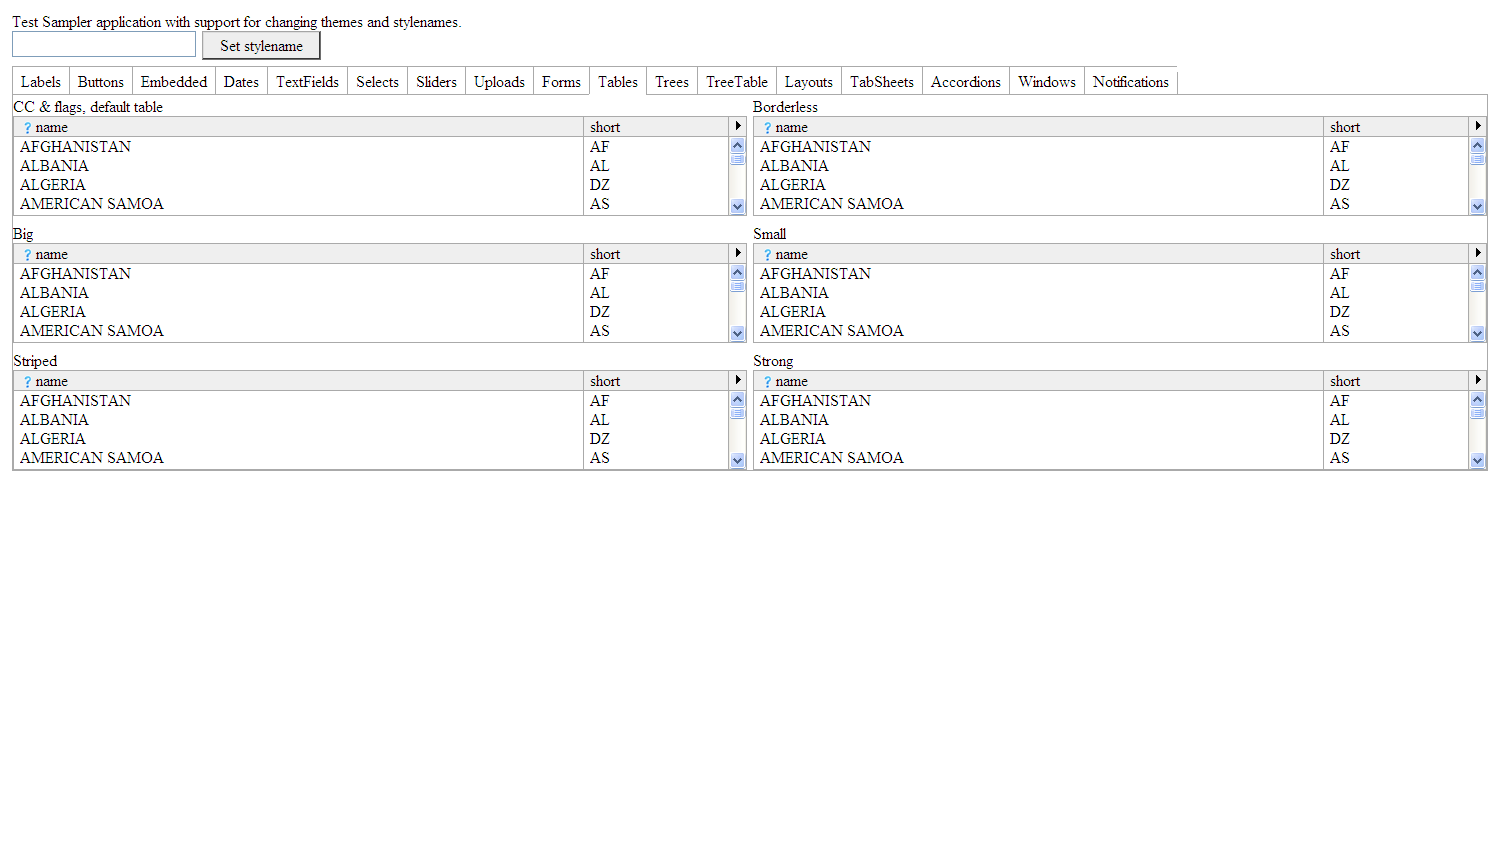 Test Sampler application with support for changing themes and stylenames.
Set stylename
Labels Buttons Embedded Dates TextFields Selects Sliders Uploads Forms Tables Trees TreeTable Layouts TabSheets Accordions Windows Notifications
CC & flags, default table
? name short
AFGHANISTAN AF
ALBANIA AL
ALGERIA DZ
AMERICAN SAMOA AS
Borderless
? name short
AFGHANISTAN AF
ALBANIA AL
ALGERIA DZ
AMERICAN SAMOA AS
Big
? name short
AFGHANISTAN AF
ALBANIA AL
ALGERIA DZ
AMERICAN SAMOA AS
Small
? name short
AFGHANISTAN AF
ALBANIA AL
ALGERIA DZ
AMERICAN SAMOA AS
Striped
? name short
AFGHANISTAN AF
ALBANIA AL
ALGERIA DZ
AMERICAN SAMOA AS
Strong
? name short
AFGHANISTAN AF
ALBANIA AL
ALGERIA DZ
AMERICAN SAMOA AS